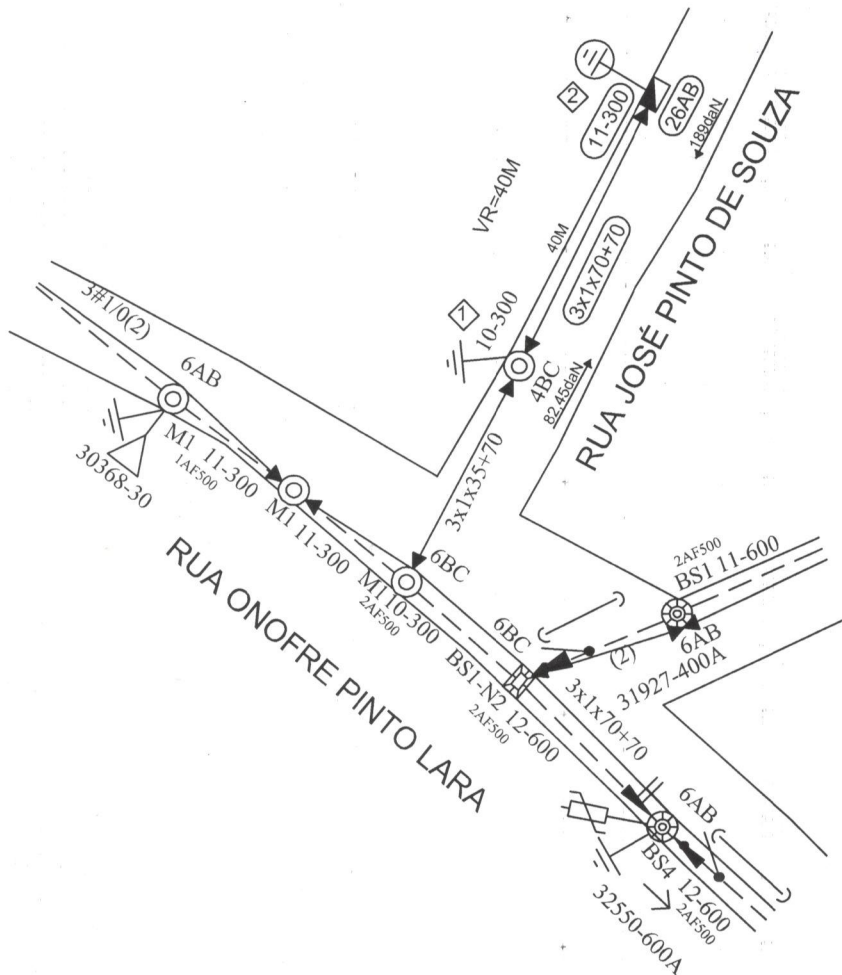 2
11-300
26AB
189daN
RUA JOSÉ PINTO DE SOUZA
VR=40M
40M
3x1x70+70
1
10-300
4BC
82.45daN
3x1x35+70
3#1/0(2)
6AB
M1 11-300
1AF500
30368-30
M1 11-300
6BC
M110-300
2AF500
RUA ONOFRE PINTO LARA
2AF500
BS1 11-600
6BC
6AB
(2)
31927-400A
BS1-N2 12-600
2AF500
3x1x70+70
6AB
BS4 12-600
2AF500
32550-600A